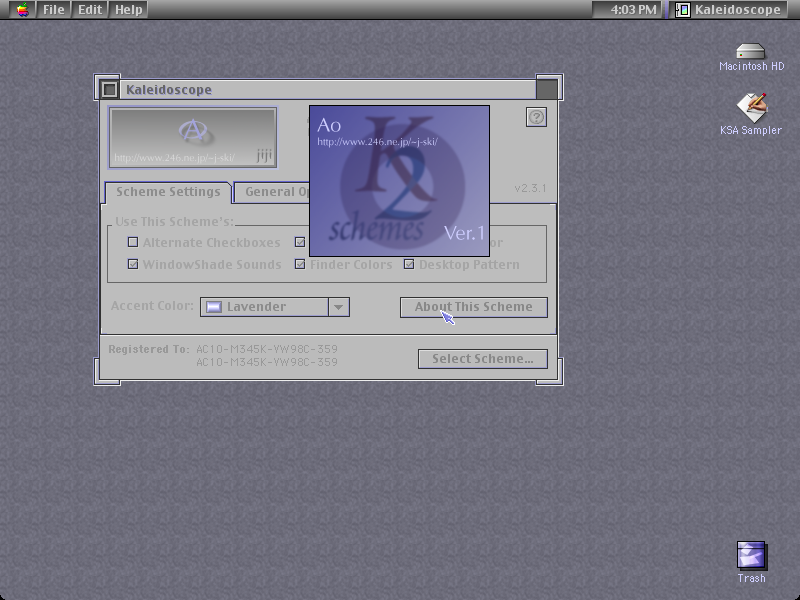 File Edit Help
4:03 PM
Kaleidoscope
Macintosh HD
KSA Sampler
Kaleidoscope
http://www.246.ne.jp/~j-ski/
jiji
Ao
http://www.246.ne.jp/~j-ski/
K2
schemes
Ver.1
v2.3.1
Scheme Settings
General Op
Use This Scheme's:
Alternate Checkboxes
or
WindowShade Sounds
Finder Colors
Desktop Pattern
Accent Color:
Lavender
About This Scheme
Registered To: AC10-M345K-YW98C-359
AC10-M345K-YW98C-359
Select Scheme...
Trash